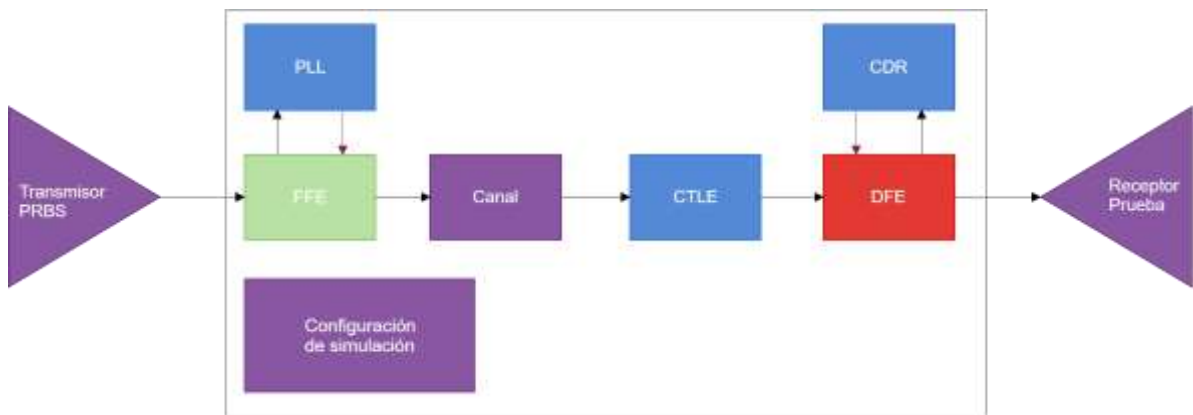 PLL
CDR
Transmisor
PRBS
FFE
Canal
CTLE
DFE
Receptor
Prueba
Configuración
de simulación